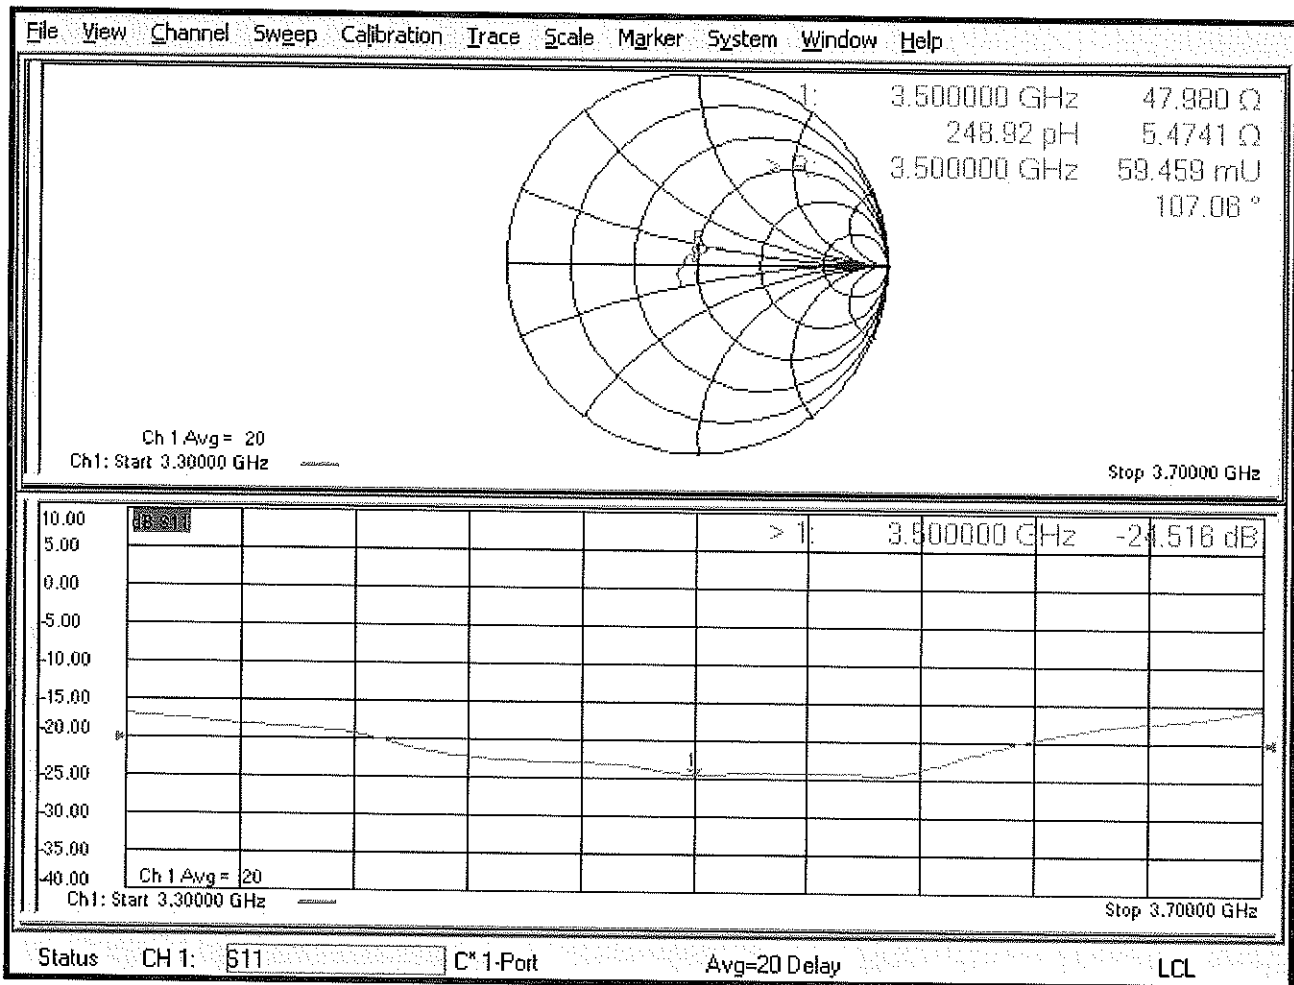 File View Channel Sweep Calibration Trace Scale Marker System Window Help
1: 3.500000 GHz 47.980 Ω
248.92 pH 5.4741 Ω
3.500000 GHz 59.459 mU
107.06 °
Ch 1 Avg = 20
Ch1: Start 3.30000 GHz
Stop 3.70000 GHz
10.00
dB S11
> 1: 3.500000 GHz -24.516 dB
5.00
0.00
-5.00
-10.00
-15.00
-20.00
1
-25.00
-30.00
-35.00
-40.00
Ch 1 Avg = 20
Ch1: Start 3.30000 GHz
Stop 3.70000 GHz
Status CH 1: S11 C* 1-Port Avg=20 Delay LCL